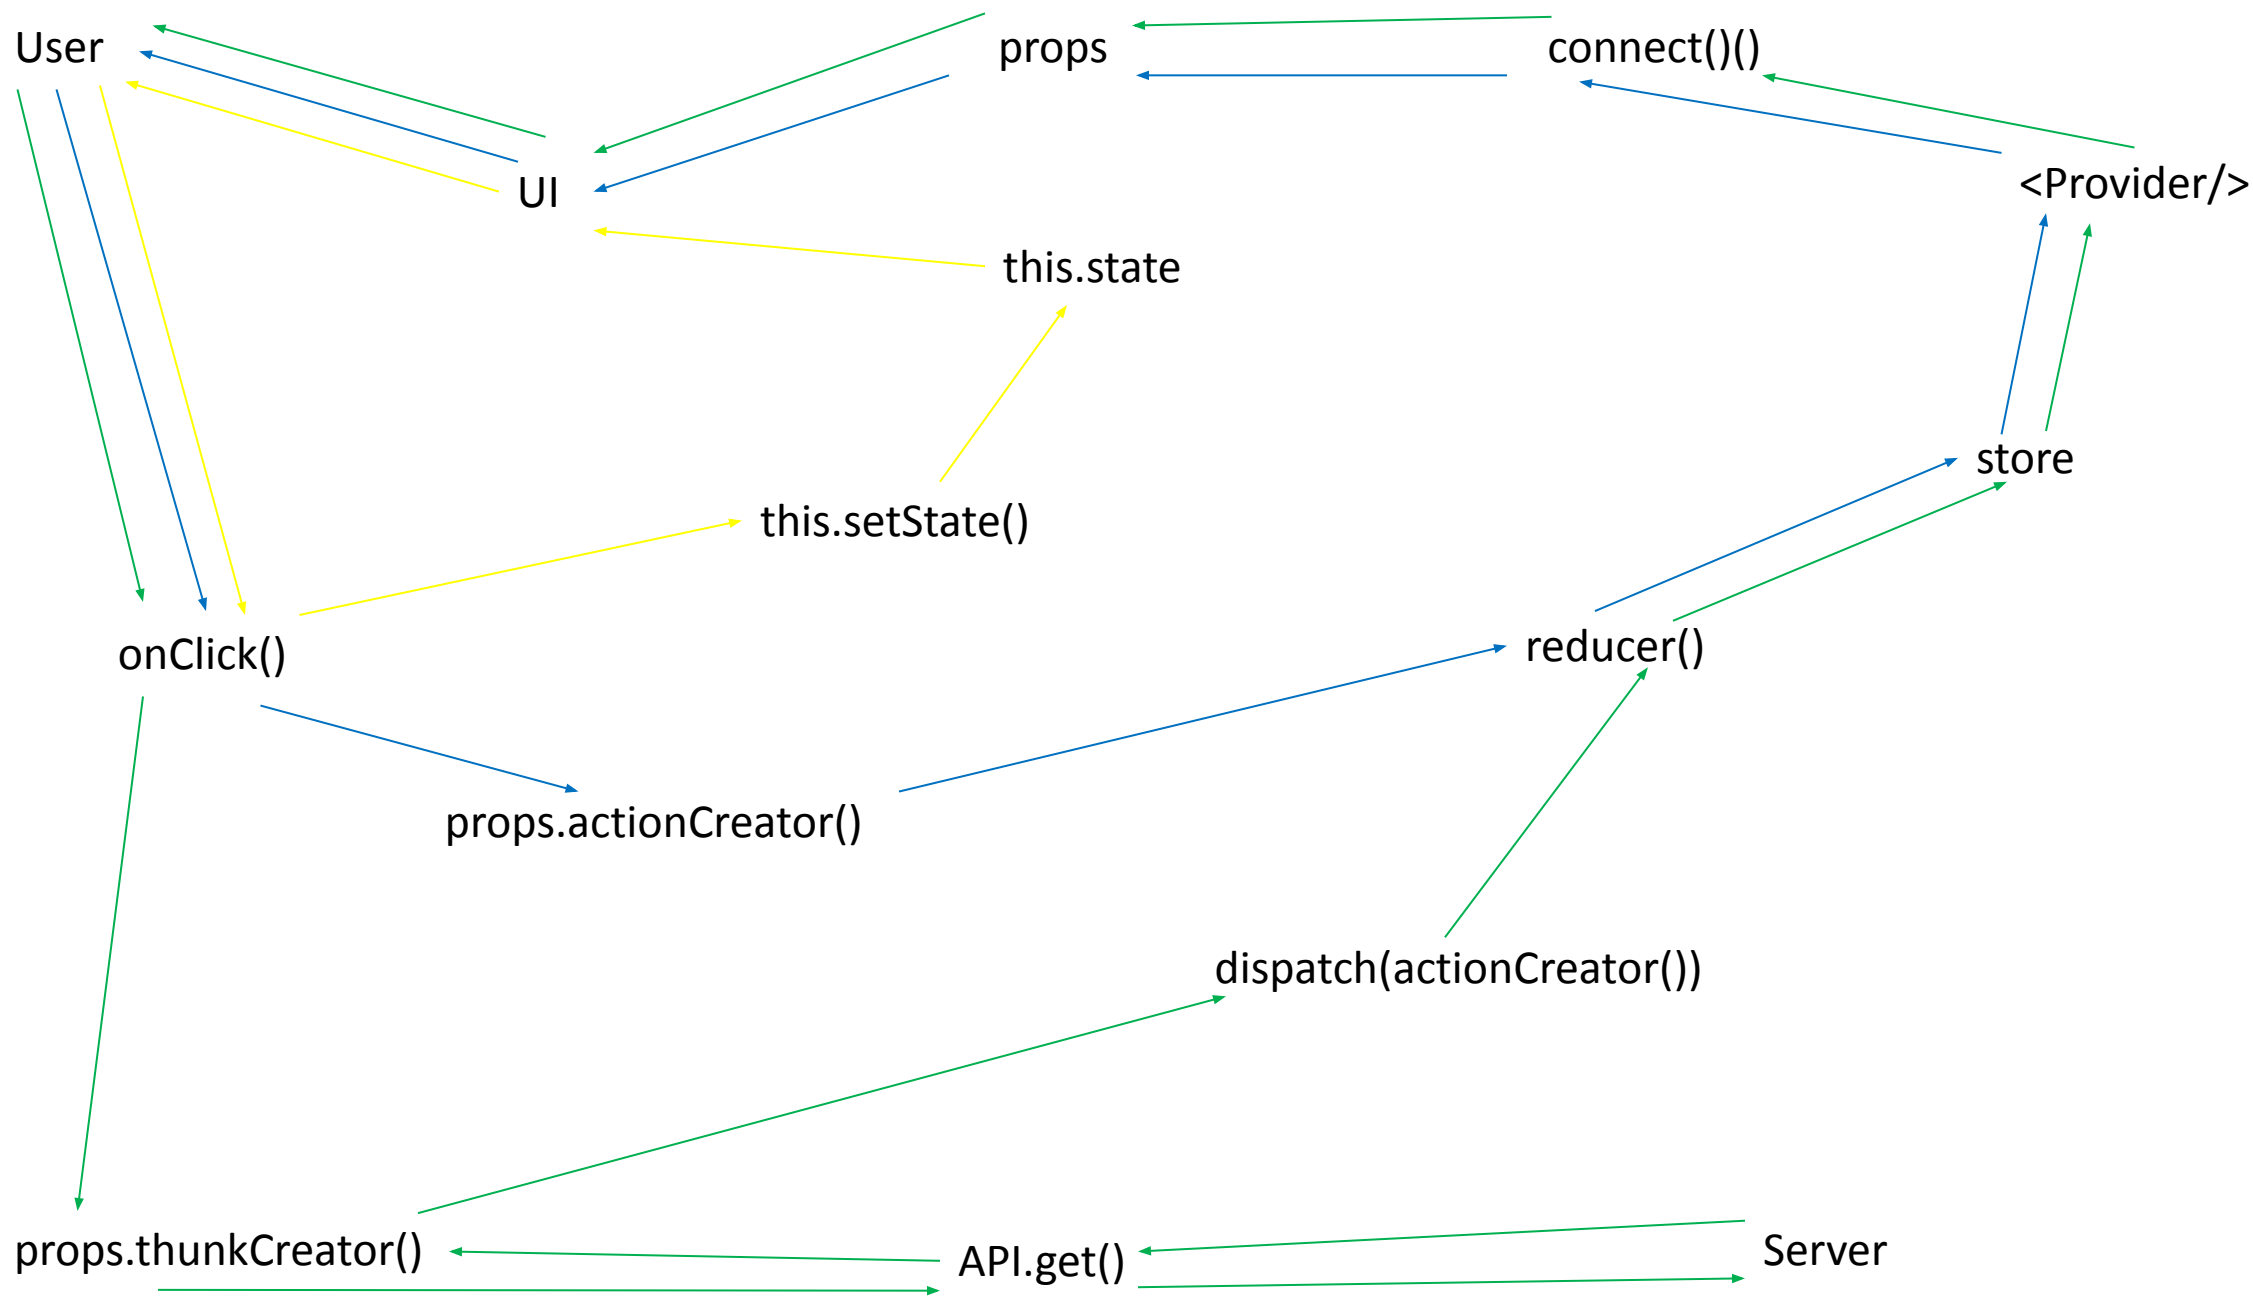 User
props
connect()()
<Provider/>
UI
this.state
store
this.setState()
reducer()
onClick()
props.actionCreator()
dispatch(actionCreator())
props.thunkCreator()
API.get()
Server